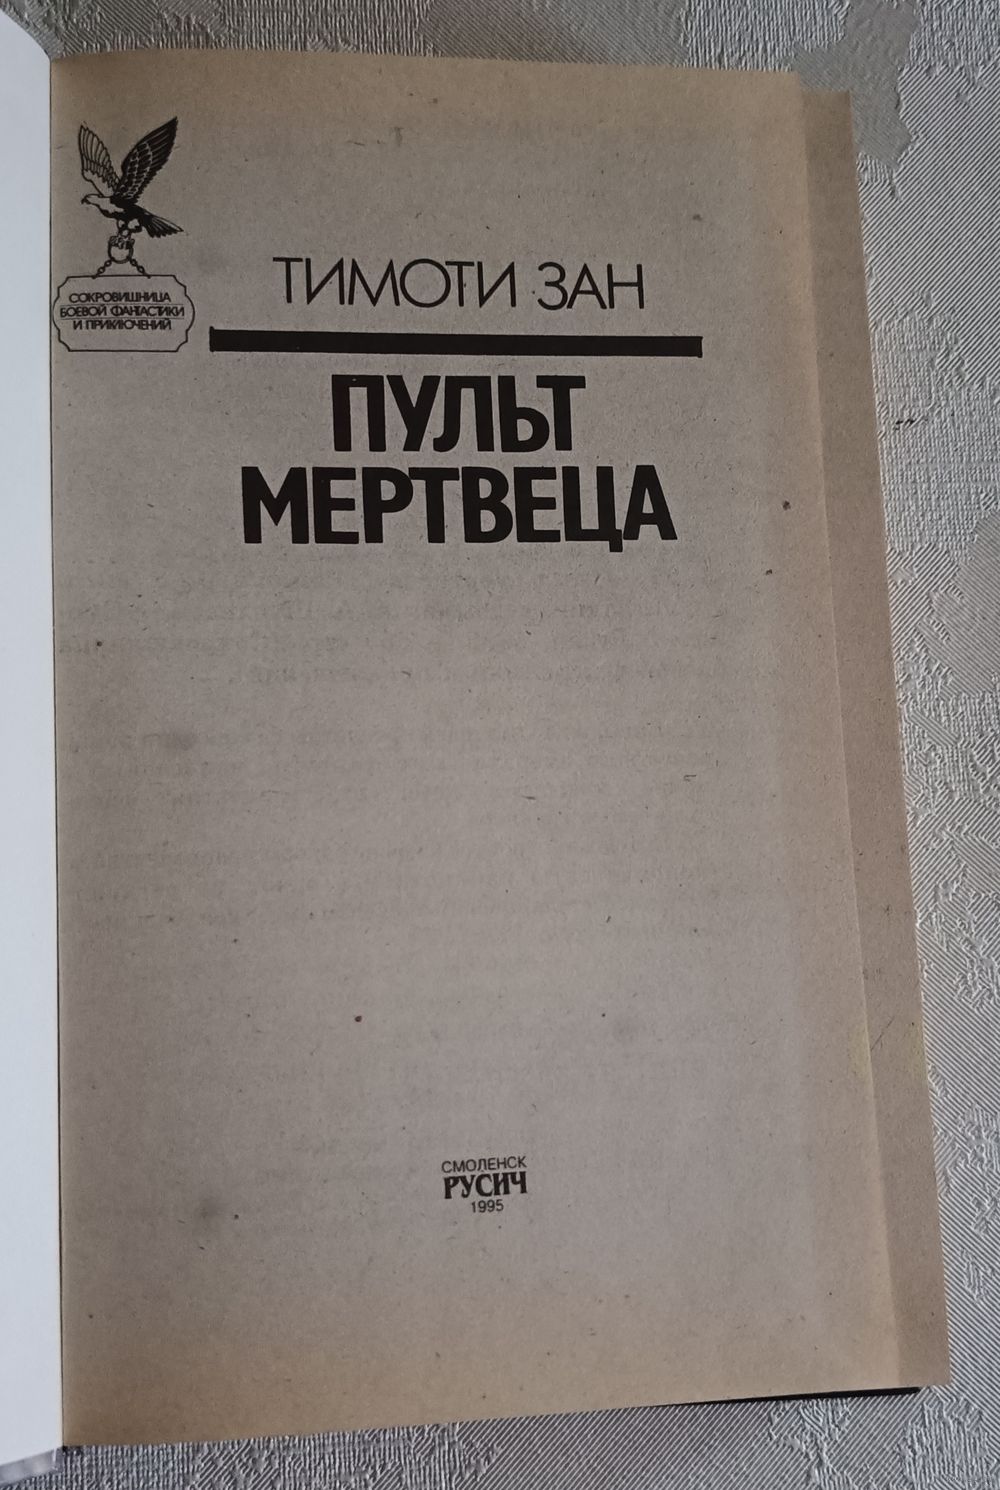 СОКРОВИЩНИЦА
БОЕВОЙ ФАНТАСТИКИ
И ПРИКЛЮЧЕНИЙ
ТИМОТИ ЗАН
ПУЛЬТ
МЕРТВЕЦА
СМОЛЕНСК
РУСИЧ
1995